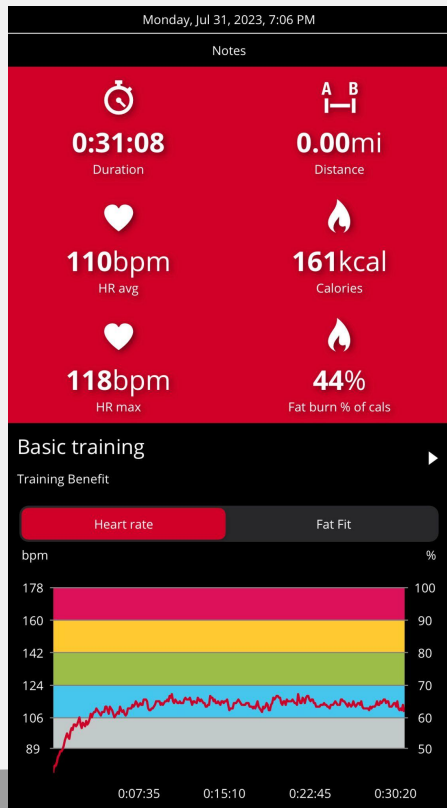 Monday, Jul 31, 2023, 7:06 PM
Notes
A B
0:31:08 0.00mi
Duration Distance
110bpm 161kcal
HR avg Calories
118bpm 44%
HR max Fat burn % of cals
Basic training
Training Benefit
Heart rate Fat Fit
bpm %
178 100
160 90
142 80
124 70
106 60
89 50
0:07:35 0:15:10 0:22:45 0:30:20